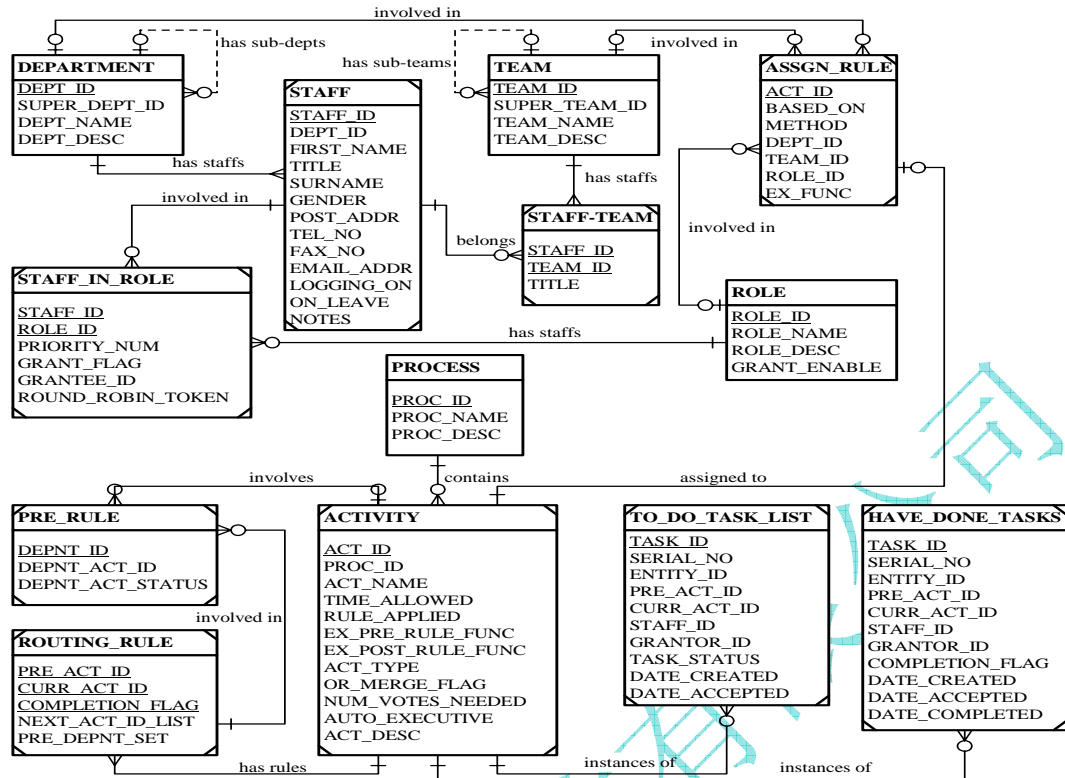 involved in
has sub-depts
has sub-teams
involved in
DEPARTMENT
DEPT_ID
SUPER_DEPT_ID
DEPT_NAME
DEPT_DESC
STAFF
STAFF_ID
DEPT_ID
FIRST_NAME
TITLE
SURNAME
GENDER
POST_ADDR
TEL_NO
FAX_NO
EMAIL_ADDR
LOGGING_ON
ON_LEAVE
NOTES
TEAM
TEAM_ID
SUPER_TEAM_ID
TEAM_NAME
TEAM_DESC
ASSGN_RULE
ACT_ID
BASED_ON
METHOD
DEPT_ID
TEAM_ID
ROLE_ID
EX_FUNC
has staffs
has staffs
involved in
belongs
involved in
STAFF-TEAM
STAFF_ID
TEAM_ID
TITLE
STAFF_IN_ROLE
STAFF_ID
ROLE_ID
PRIORITY_NUM
GRANT_FLAG
GRANTEE_ID
ROUND_ROBIN_TOKEN
ROLE
ROLE_ID
ROLE_NAME
ROLE_DESC
GRANT_ENABLE
has staffs
PROCESS
PROC_ID
PROC_NAME
PROC_DESC
involves
contains
assigned to
PRE_RULE
DEPNT_ID
DEPNT_ACT_ID
DEPNT_ACT_STATUS
involved in
ROUTING_RULE
PRE_ACT_ID
CURR_ACT_ID
COMPLETION_FLAG
NEXT_ACT_ID_LIST
PRE_DEPNT_SET
ACTIVITY
ACT_ID
PROC_ID
ACT_NAME
TIME_ALLOWED
RULE_APPLIED
EX_PRE_RULE_FUNC
EX_POST_RULE_FUNC
ACT_TYPE
OR_MERGE_FLAG
NUM_VOTES_NEEDED
AUTO_EXECUTIVE
ACT_DESC
TO_DO_TASK_LIST
TASK_ID
SERIAL_NO
ENTITY_ID
PRE_ACT_ID
CURR_ACT_ID
STAFF_ID
GRANTOR_ID
TASK_STATUS
DATE_CREATED
DATE_ACCEPTED
HAVE_DONE_TASKS
TASK_ID
SERIAL_NO
ENTITY_ID
PRE_ACT_ID
CURR_ACT_ID
STAFF_ID
GRANTOR_ID
COMPLETION_FLAG
DATE_CREATED
DATE_ACCEPTED
DATE_COMPLETED
has rules
instances of
instances of